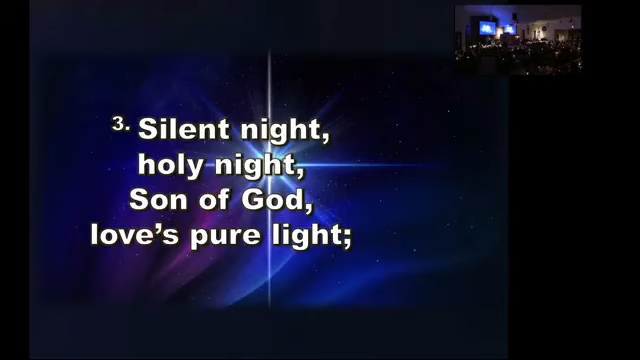 3. Silent night,
holy night,
Son of God,
love's pure light;